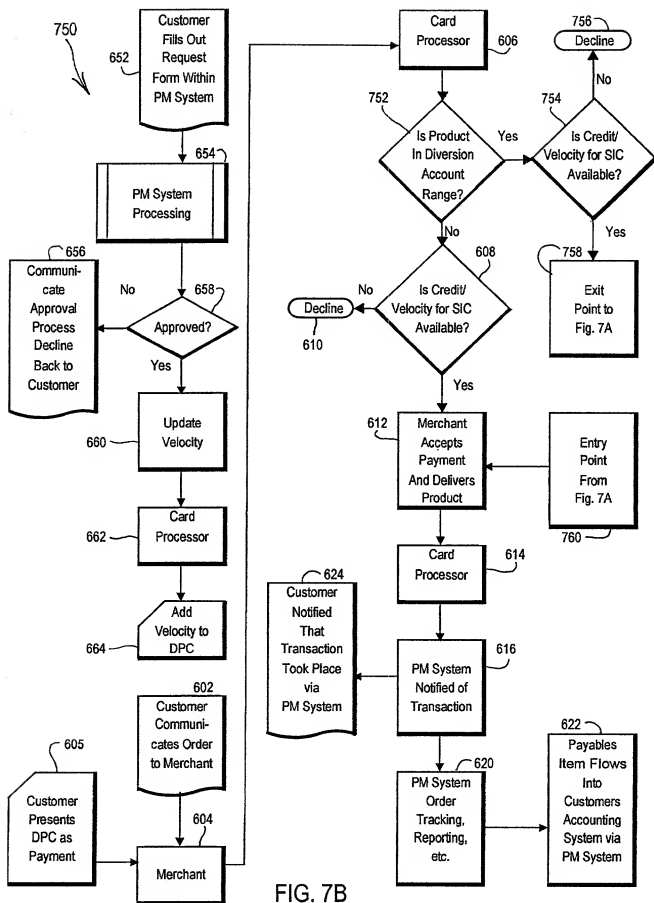 750
652
Customer
Fills Out
Request
Form Within
PM System
654
PM System
Processing
656
Communi-
cate
Approval
Process
Decline
Back to
Customer
No
658
Approved?
Yes
660
Update
Velocity
662
Card
Processor
664
Add
Velocity to
DPC
602
Customer
Communi-
cates Order
to Merchant
605
Customer
Presents
DPC as
Payment
604
Merchant
Card
Processor
606
752
Is Product
In Diversion
Account
Range?
Yes
756
Decline
No
754
Is Credit/
Velocity for SIC
Available?
Yes
758
Exit
Point to
Fig. 7A
No
608
Is Credit/
Velocity for SIC
Available?
No
Decline
610
Yes
612
Merchant
Accepts
Payment
And Delivers
Product
Entry
Point
From
Fig. 7A
760
Card
Processor
614
624
Customer
Notified
That
Transaction
Took Place
via
PM System
PM System
Notified of
Transaction
616
620
PM System
Order
Tracking,
Reporting,
etc.
622
Payables
Item Flows
Into
Customers
Accounting
System via
PM System
FIG. 7B